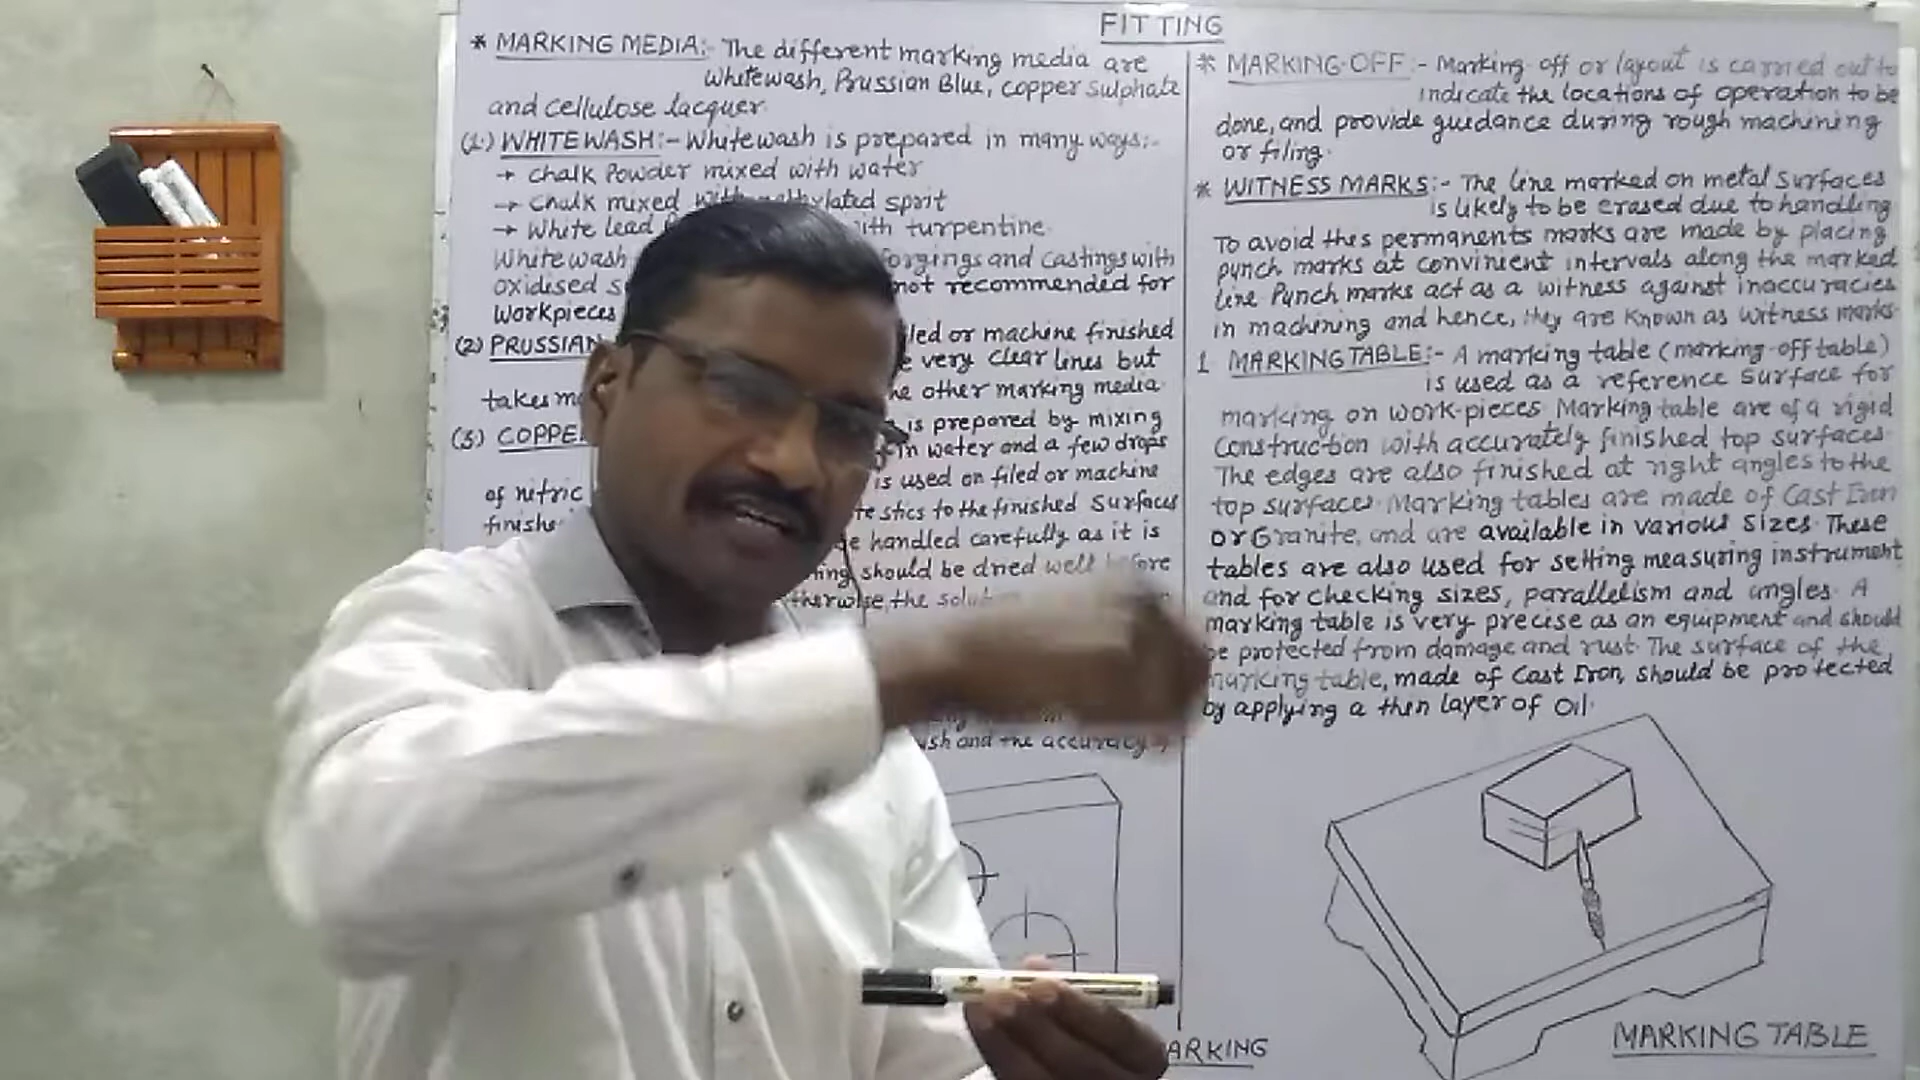 FITTING
* MARKING MEDIA:- The different marking media are
Whitewash, Prussian Blue, copper sulphate
and cellulose lacquer.
(1.) WHITE WASH:- Whitewash is prepared in many ways:-
→ chalk Powder mixed with water
→ chalk mixed with methylated sprit
→ White lead with turpentine.
Whitewash forgings and castings with
oxidised not recommended for
workpieces
(2) PRUSSIAN led or machine finished
very clear lines but
takes other marking media.
(3) COPPE is prepared by mixing
in water and a few drops
of nitric is used on filed or machine
finishe stics to the finished surfaces
handled carefully as it is
should be dried well before
therwise, the solu
and the accuracy
ARKING
* MARKING-OFF:- Marking off or layout is carried out to
indicate the locations of operation to be
done, and provide guidance during rough machining
or filing.
* WITNESS MARKS:- The line marked on metal surfaces
is likely to be erased due to handling
To avoid thes permanents marks are made by placing
pynch marks at convinient intervals along the marked
line Pynch marks act as a witness against inaccuracies
in machining and hence, they are known as witness marks.
1 MARKING TABLE:- A marking table (marking-off table)
is used as a reference surface for
marking on work-pieces. Marking table are of a rigid
construction with accurately finished top surfaces.
The edges are also finished at right angles to the
top surfaces. Marking tables are made of Cast Iron
or Granite, and are available in various sizes. These
tables are also used for setting measuring instrument
and for checking sizes, parallelism and angles. A
marking table is very precise as an equipment and should
be protected from damage and rust. The surface of the
marking table, made of Cast Iron, should be protected
by applying a then layer of oil.
MARKING TABLE